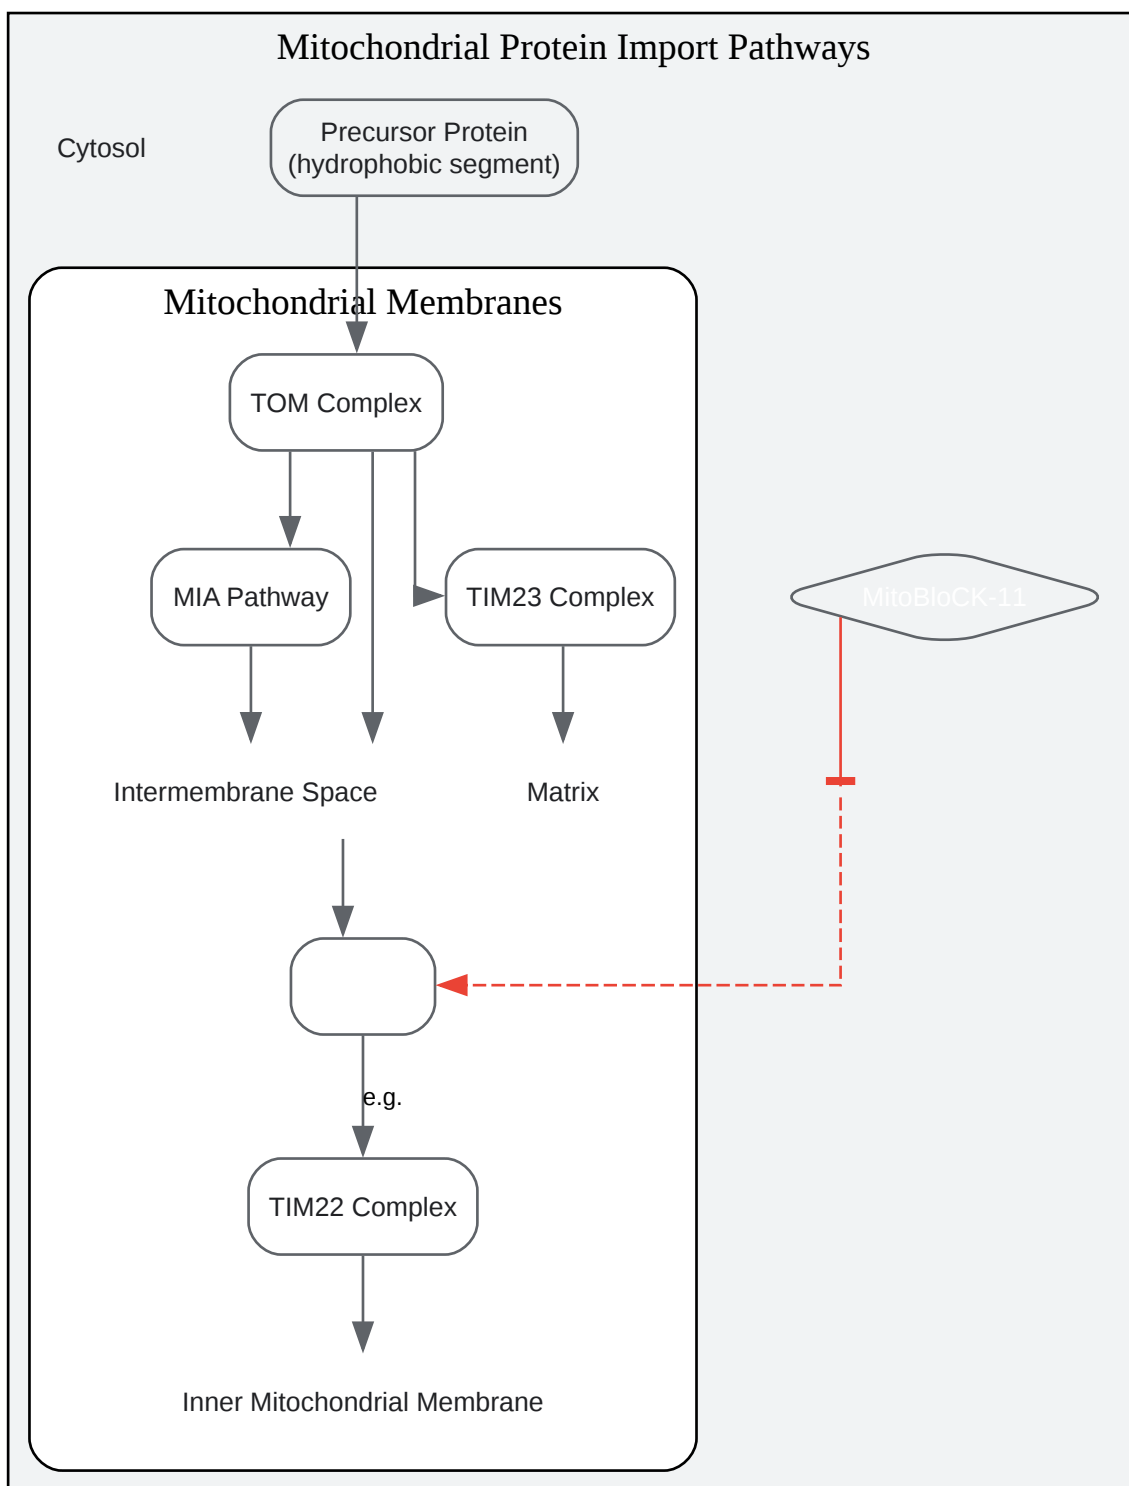 Mitochondrial Protein Import Pathways
Cytosol
Precursor Protein
(hydrophobic segment)
Mitochondrial Membranes
TOM Complex
MIA Pathway
TIM23 Complex
MitoBloCK-11
Intermembrane Space
Matrix
e.g.
TIM22 Complex
Inner Mitochondrial Membrane